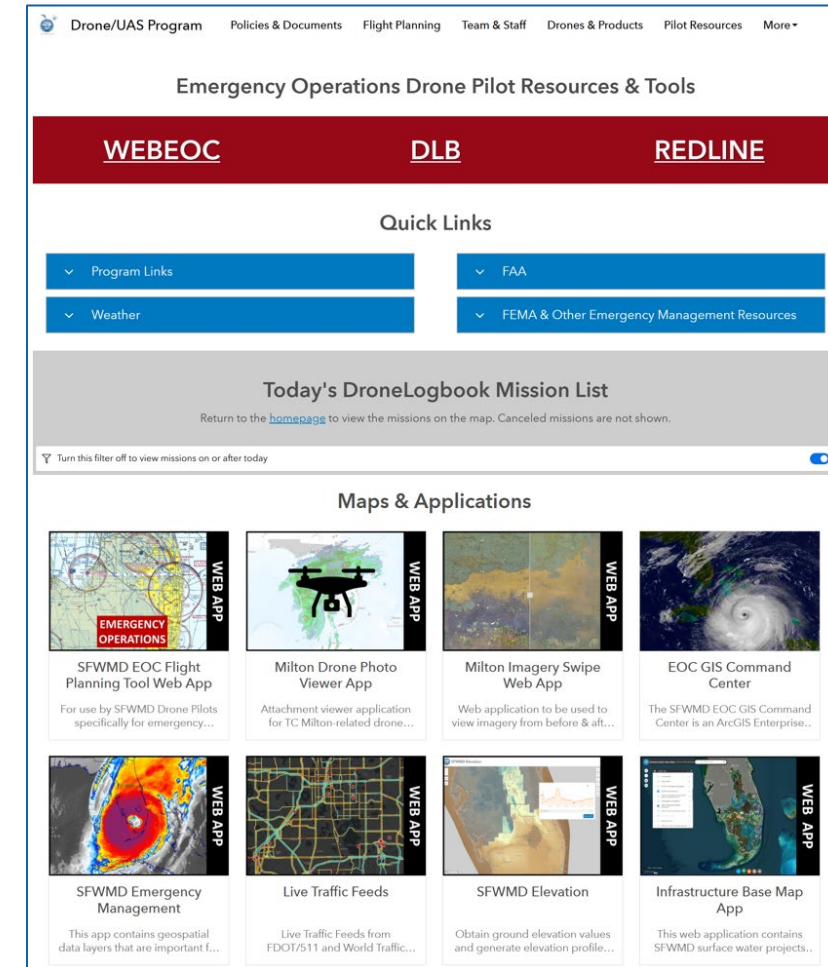 Drone/UAS Program Policies & Documents Flight Planning Team & Staff Drones & Products Pilot Resources More
Emergency Operations Drone Pilot Resources & Tools
WEBEOC DLB REDLINE
Quick Links
Program Links FAA
Weather FEMA & Other Emergency Management Resources
Today's DroneLogbook Mission List
Return to the homepage to view the missions on the map. Canceled missions are not shown.
Turn this filter off to view missions on or after today
Maps & Applications
EMERGENCY
OPERATIONS
WEB APP
WEB APP
WEB APP
SFWMD EOC Flight
Planning Tool Web App
For use by SFWMD Drone Pilots
specifically for emergency...
Milton Drone Photo
Viewer App
Attachment viewer application
for TC Milton-related drone...
Milton Imagery Swipe
Web App
Web application to be used to
view imagery from before & aft...
EOC GIS Command
Center
The SFWMD EOC GIS Command
Center is an ArcGIS Enterprise...
WEB APP
WEB APP
SFWMD Elevation
WEB APP
WEB APP
SFWMD Emergency
Management
This app contains geospatial
data layers that are important f...
Live Traffic Feeds
Live Traffic Feeds from
FDOT/511 and World Traffic...
SFWMD Elevation
Obtain ground elevation values
and generate elevation profile...
Infrastructure Base Map
App
This web application contains
SFWMD surface water projects...